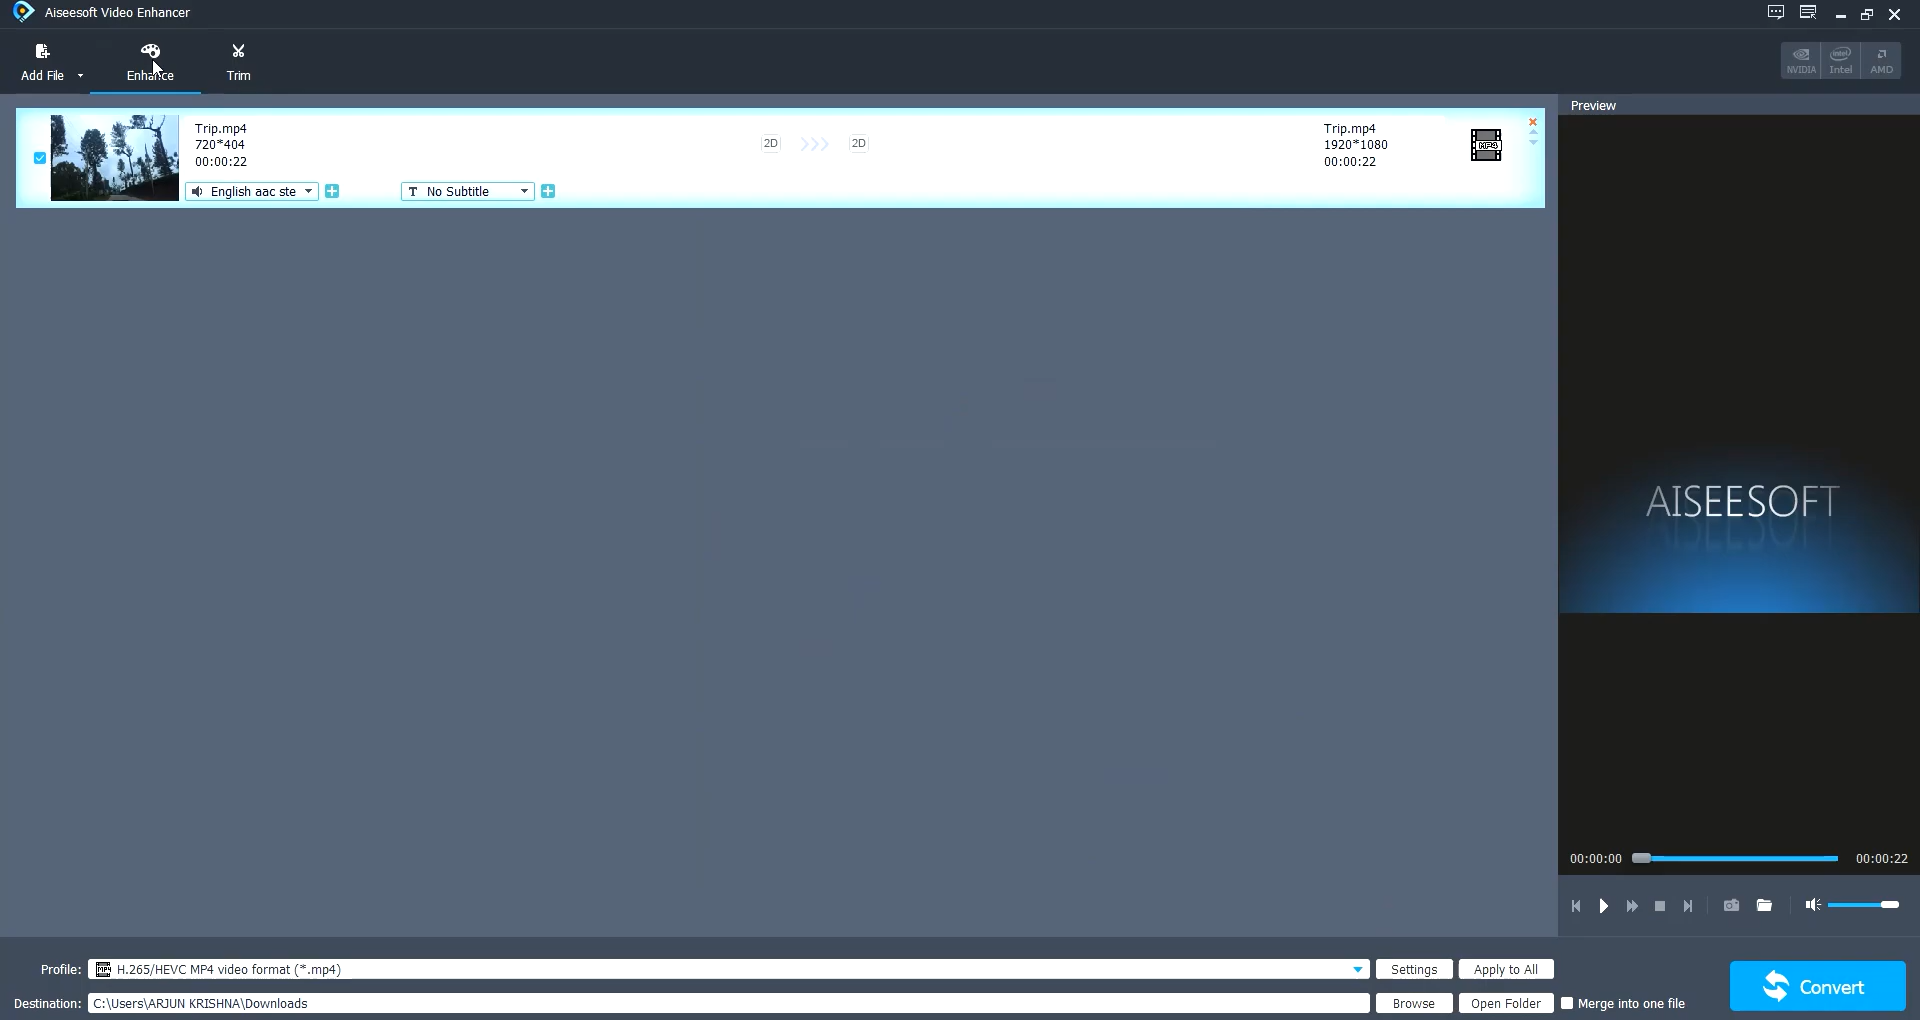 Aiseesoft Video Enhancer
Add File
Enhance
Trim
NVIDIA
intel
Intel
AMD
Preview
Trip.mp4
720*404
00:00:22
2D
2D
Trip.mp4
1920*1080
00:00:22
MP4
English aac ste
T No Subtitle
AISEESOFT
00:00:00
00:00:22
Profile:
MP4
H.265/HEVC MP4 video format (*.mp4)
Settings
Apply to All
Destination:
C:\Users\ARJUN KRISHNA\Downloads
Browse
Open Folder
Merge into one file
Convert